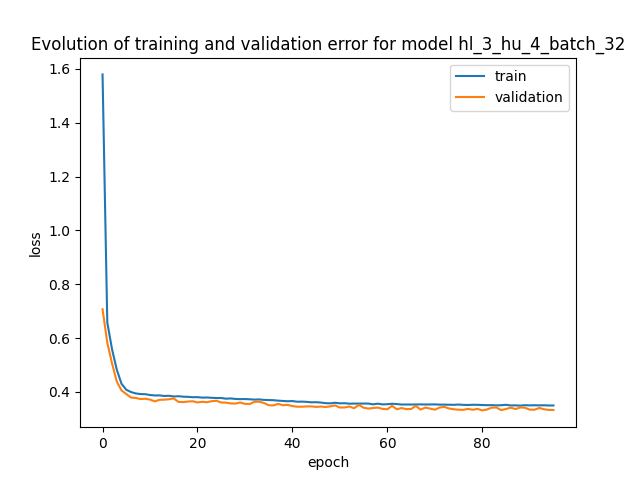 Evolution of training and validation error for model hl_3_hu_4_batch_32
train
validation
1.6
1.4
1.2
1.0
0.8
0.6
0.4
loss
0
20
40
60
80
epoch